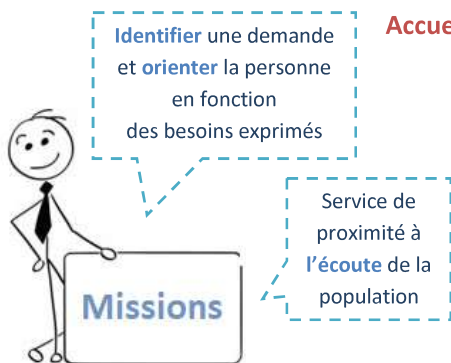 Identifier une demande
et orienter la personne
en fonction
des besoins exprimés
Service de
proximité à
l'écoute de la
population
Missions